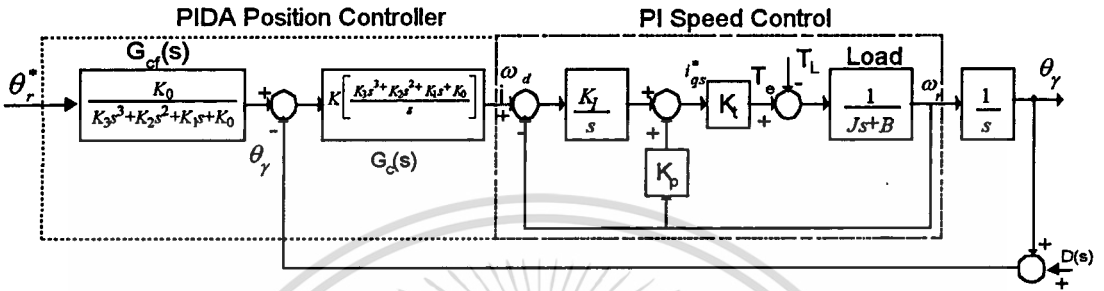 PIDA Position Controller
PI Speed Control
G_cf(s)
θ_r^*
K_0
K_3s^3+K_2s^2+K_1s+K_0
+
-
θ_γ
K[
K_3s^3+K_2s^2+K_1s+K_0
s
]
G_c(s)
ω_d
+
-
K_I
s
+
+
K_p
i_qs^*
K_t
T_e
+
T_L
-
Load
1
Js+B
ω_r
1
s
θ_γ
+
D(s)
+